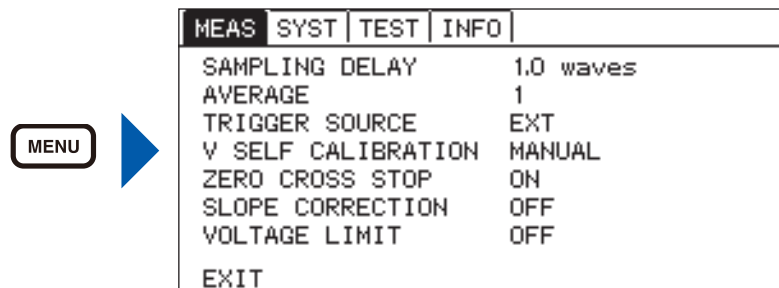 MENU
MEAS SYST TEST INFO
SAMPLING DELAY 1.0 waves
AVERAGE 1
TRIGGER SOURCE EXT
V SELF CALIBRATION MANUAL
ZERO CROSS STOP ON
SLOPE CORRECTION OFF
VOLTAGE LIMIT OFF
EXIT